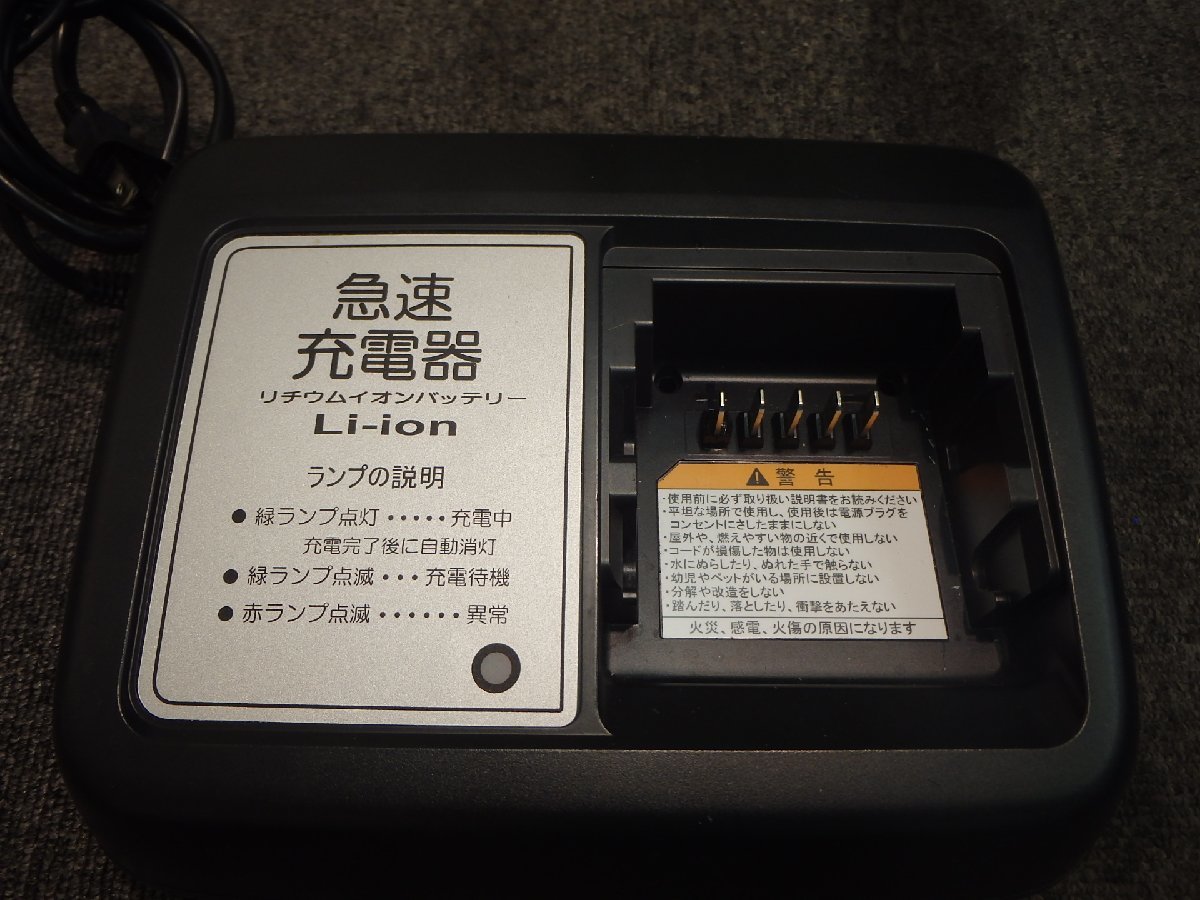 急速
充電器
リチウムイオンバッテリー
Li-ion
ランプの説明
●緑ランプ点灯・・・・・充電中
充電完了後に自動消灯
●緑ランプ点滅・・・充電待機
●赤ランプ点滅・・・・・・異常
警告
・使用前に必ず取り扱い説明書をお読みください
・平坦な場所で使用し、使用後は電源プラグを
コンセントにさしたままにしない
・屋外や、燃えやすい物の近くで使用しない
・コードが損傷した物は使用しない
・水にぬらしたり、ぬれた手で触らない
・幼児やペットがいる場所に設置しない
・分解や改造をしない
・踏んだり、落としたり、衝撃をあたえない
火災、感電、火傷の原因になります